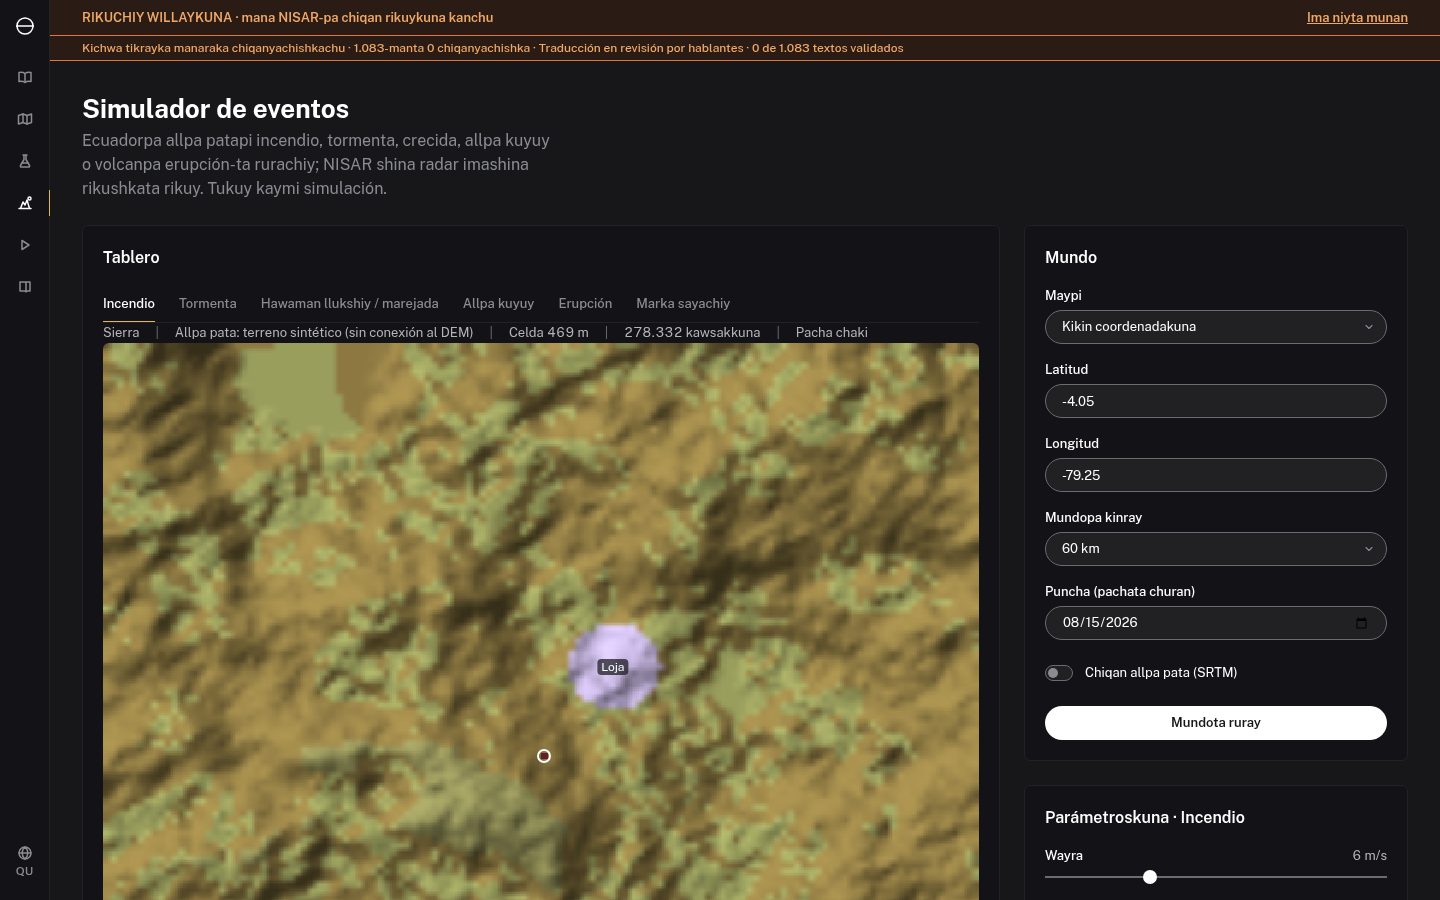 RIKUCHIY WILLAYKUNA · mana NISAR-pa chiqan rikuykuna kanchu
Ima niyta munan
Kichwa tikrayka manaraka chiqanyachishkachu · 1.083-manta 0 chiqanyachishka · Traducción en revisión por hablantes · 0 de 1.083 textos validados
Simulador de eventos
Ecuadorpa allpa patapi incendio, tormenta, crecida, allpa kuyuy
o volcanpa erupción-ta rurachiy; NISAR shina radar imashina
rikushkata rikuy. Tukuy kaymi simulación.
Tablero
Incendio Tormenta Hawaman llukshiy / marejada Allpa kuyuy Erupción Marka sayachiy
Sierra | Allpa pata: terreno sintético (sin conexión al DEM) | Celda 469 m | 278.332 kawsakkuna | Pacha chaki
Loja
Mundo
Maypi
Kikin coordenadakuna
Latitud
-4.05
Longitud
-79.25
Mundopa kinray
60 km
Puncha (pachata churan)
08/15/2026
Chiqan allpa pata (SRTM)
Mundota ruray
Parámetroskuna · Incendio
Wayra 6 m/s
QU